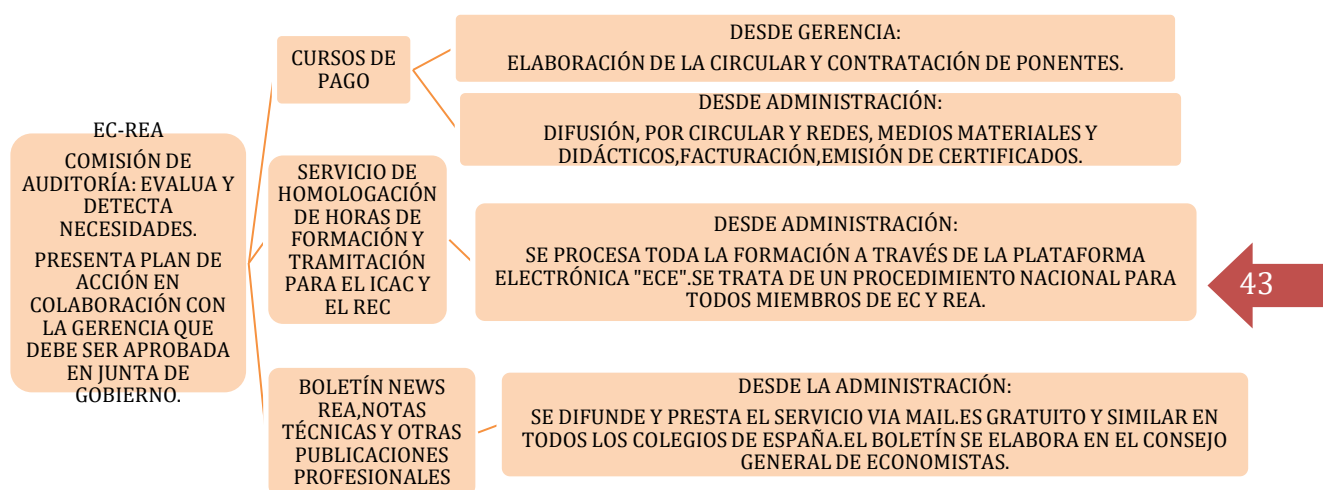 EC-REA
COMISIÓN DE
AUDITORÍA: EVALUA Y
DETECTA
NECESIDADES.
PRESENTA PLAN DE
ACCIÓN EN
COLABORACIÓN CON
LA GERENCIA QUE
DEBE SER APROBADA
EN JUNTA DE
GOBIERNO.
CURSOS DE
PAGO
DESDE GERENCIA:
ELABORACIÓN DE LA CIRCULAR Y CONTRATACIÓN DE PONENTES.
DESDE ADMINISTRACIÓN:
DIFUSIÓN, POR CIRCULAR Y REDES, MEDIOS MATERIALES Y
DIDÁCTICOS,FACTURACIÓN,EMISIÓN DE CERTIFICADOS.
SERVICIO DE
HOMOLOGACIÓN
DE HORAS DE
FORMACIÓN Y
TRAMITACIÓN
PARA EL ICAC Y
EL REC
DESDE ADMINISTRACIÓN:
SE PROCESA TODA LA FORMACIÓN A TRAVÉS DE LA PLATAFORMA
ELECTRÓNICA "ECE".SE TRATA DE UN PROCEDIMIENTO NACIONAL PARA
TODOS MIEMBROS DE EC Y REA.
43
BOLETÍN NEWS
REA,NOTAS
TÉCNICAS Y OTRAS
PUBLICACIONES
PROFESIONALES
DESDE LA ADMINISTRACIÓN:
SE DIFUNDE Y PRESTA EL SERVICIO VIA MAIL.ES GRATUITO Y SIMILAR EN
TODOS LOS COLEGIOS DE ESPAÑA.EL BOLETÍN SE ELABORA EN EL CONSEJO
GENERAL DE ECONOMISTAS.